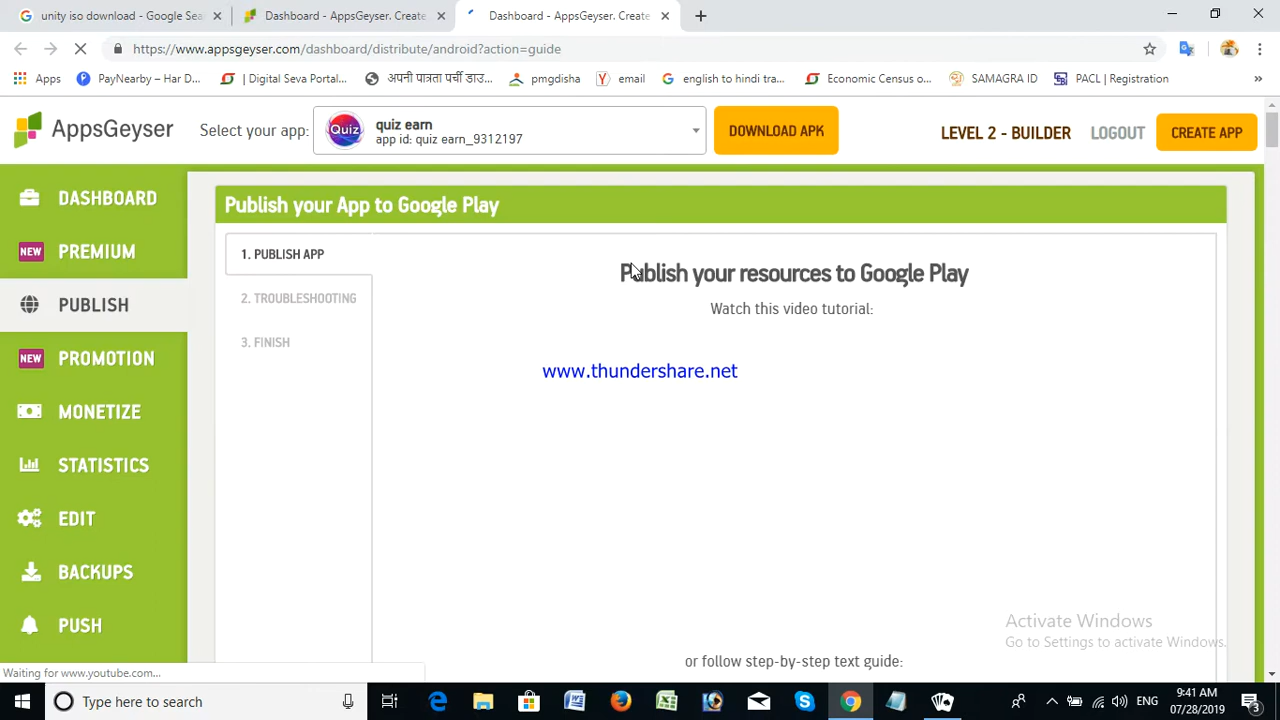 unity iso download - Google Sea
Dashboard - AppsGeyser. Create
Dashboard - AppsGeyser. Create
https://www.appsgeyser.com/dashboard/distribute/android?action=guide
Apps
PayNearby – Har D...
| Digital Seva Portal...
अपनी पात्रता पर्ची डाउ...
pmgdisha
email
english to hindi tra...
Economic Census o...
SAMAGRA ID
PACL | Registration
»
AppsGeyser
Select your app:
Quiz
quiz earn
app id: quiz earn_9312197
DOWNLOAD APK
LEVEL 2 - BUILDER
LOGOUT
CREATE APP
DASHBOARD
NEW PREMIUM
PUBLISH
NEW PROMOTION
MONETIZE
STATISTICS
EDIT
BACKUPS
PUSH
Publish your App to Google Play
1. PUBLISH APP
2. TROUBLESHOOTING
3. FINISH
Publish your resources to Google Play
Watch this video tutorial:
www.thundershare.net
or follow step-by-step text guide:
Activate Windows
Go to Settings to activate Windows.
Waiting for www.youtube.com...
Type here to search
ENG
9:41 AM
07/28/2019
3